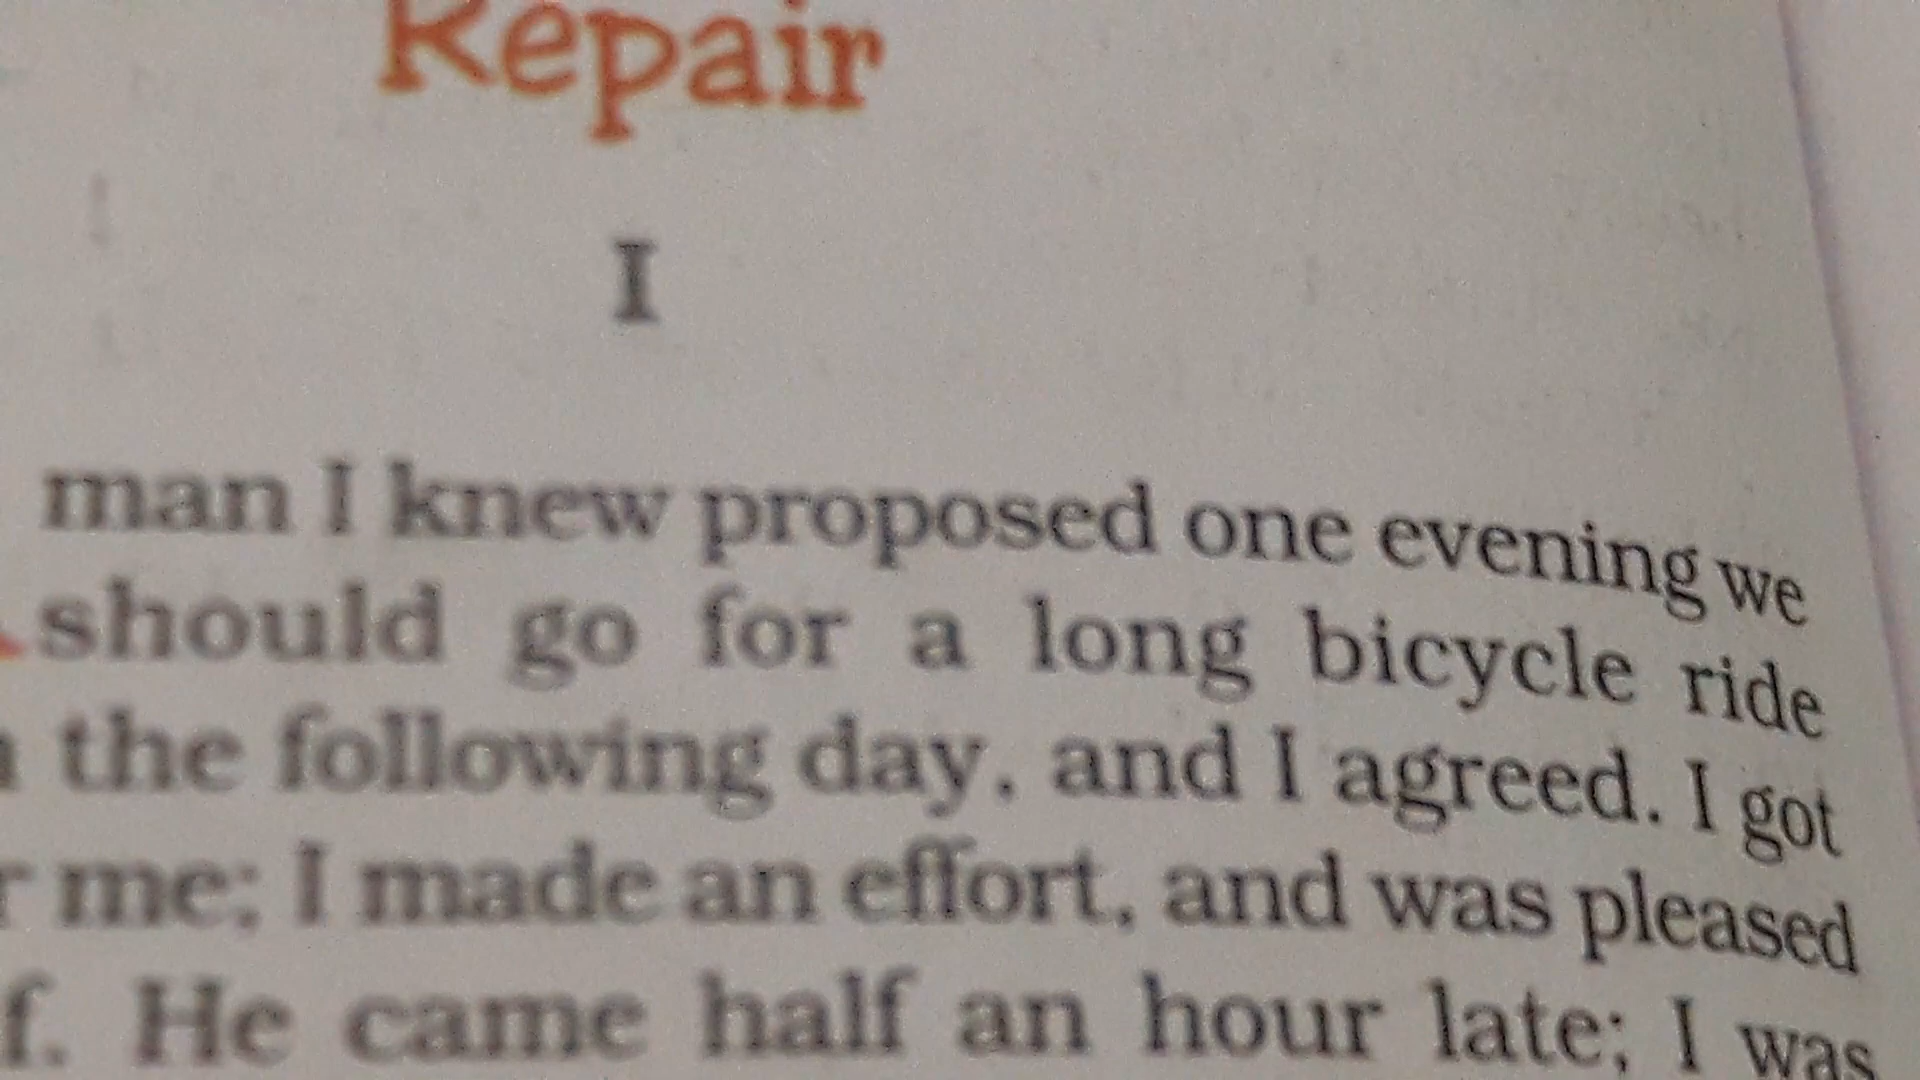 Repair
I
man I knew proposed one evening we
should go for a long bicycle ride
the following day, and I agreed. I got
me; I made an effort, and was pleased
f. He came half an hour late; I was